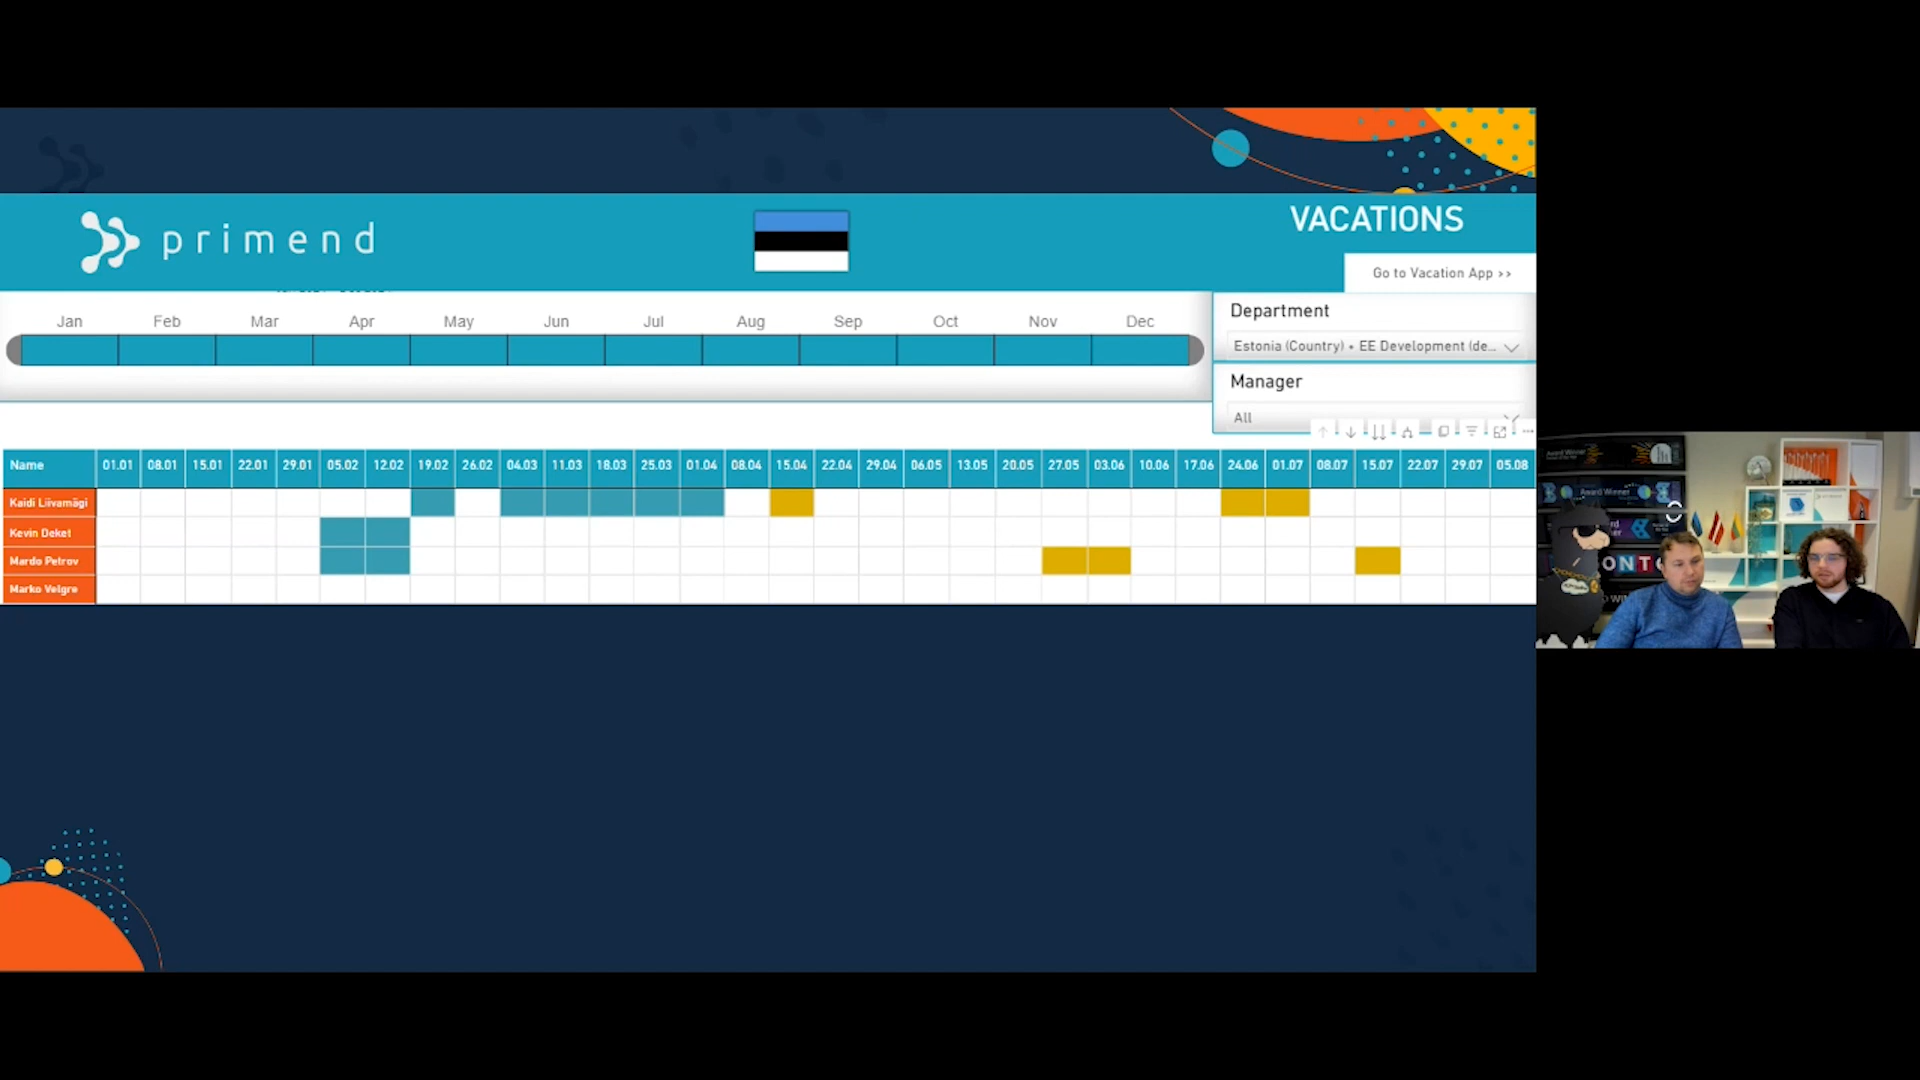 primend
VACATIONS
Go to Vacation App >>
Jan Feb Mar Apr May Jun Jul Aug Sep Oct Nov Dec
Department
Estonia (Country) • EE Development (de...
Manager
All
Name 01.01 08.01 15.01 22.01 29.01 05.02 12.02 19.02 26.02 04.03 11.03 18.03 25.03 01.04 08.04 15.04 22.04 29.04 06.05 13.05 20.05 27.05 03.06 10.06 17.06 24.06 01.07 08.07 15.07 22.07 29.07 05.08
Kaidi Liivamägi
Kevin Deket
Mardo Petrov
Marko Velgre
Award Winner